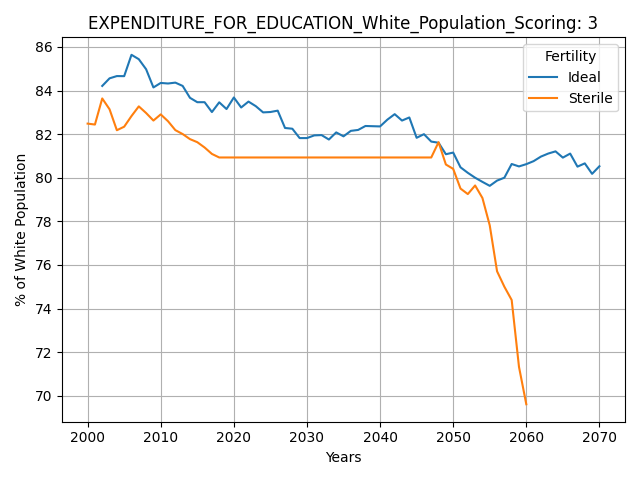 EXPENDITURE_FOR_EDUCATION_White_Population_Scoring: 3
Fertility
Ideal
Sterile
% of White Population
86
84
82
80
78
76
74
72
70
2000 2010 2020 2030 2040 2050 2060 2070
Years